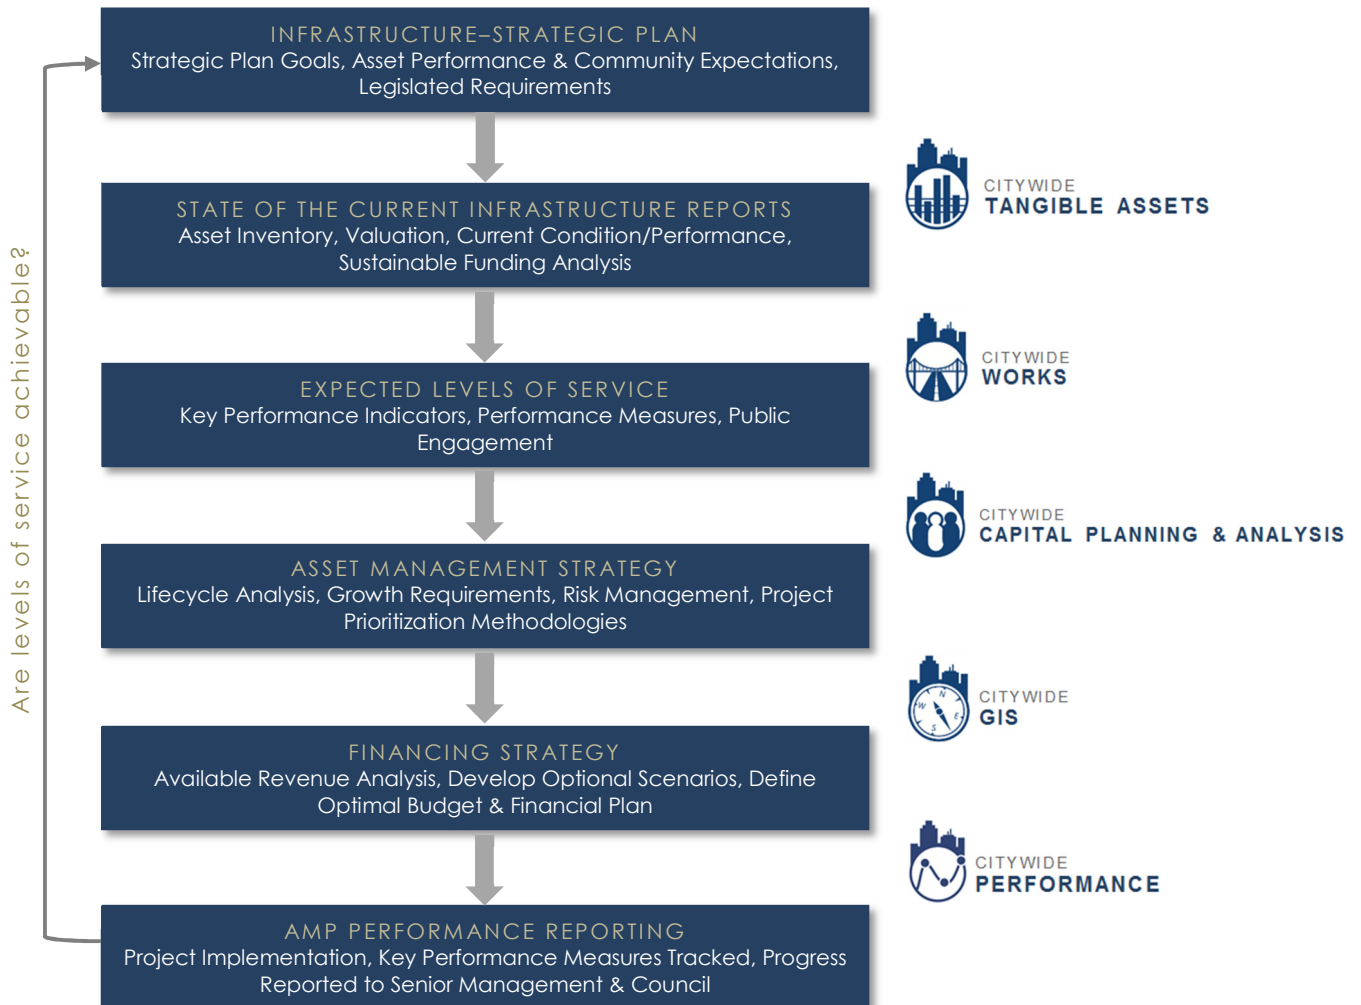 INFRASTRUCTURE–STRATEGIC PLAN
Strategic Plan Goals, Asset Performance & Community Expectations,
Legislated Requirements
STATE OF THE CURRENT INFRASTRUCTURE REPORTS
Asset Inventory, Valuation, Current Condition/Performance,
Sustainable Funding Analysis
EXPECTED LEVELS OF SERVICE
Key Performance Indicators, Performance Measures, Public
Engagement
ASSET MANAGEMENT STRATEGY
Lifecycle Analysis, Growth Requirements, Risk Management, Project
Prioritization Methodologies
FINANCING STRATEGY
Available Revenue Analysis, Develop Optional Scenarios, Define
Optimal Budget & Financial Plan
AMP PERFORMANCE REPORTING
Project Implementation, Key Performance Measures Tracked, Progress
Reported to Senior Management & Council
Are levels of service achievable?
CITYWIDE
TANGIBLE ASSETS
CITYWIDE
WORKS
CITYWIDE
CAPITAL PLANNING & ANALYSIS
N
W
E
S
CITYWIDE
GIS
CITYWIDE
PERFORMANCE